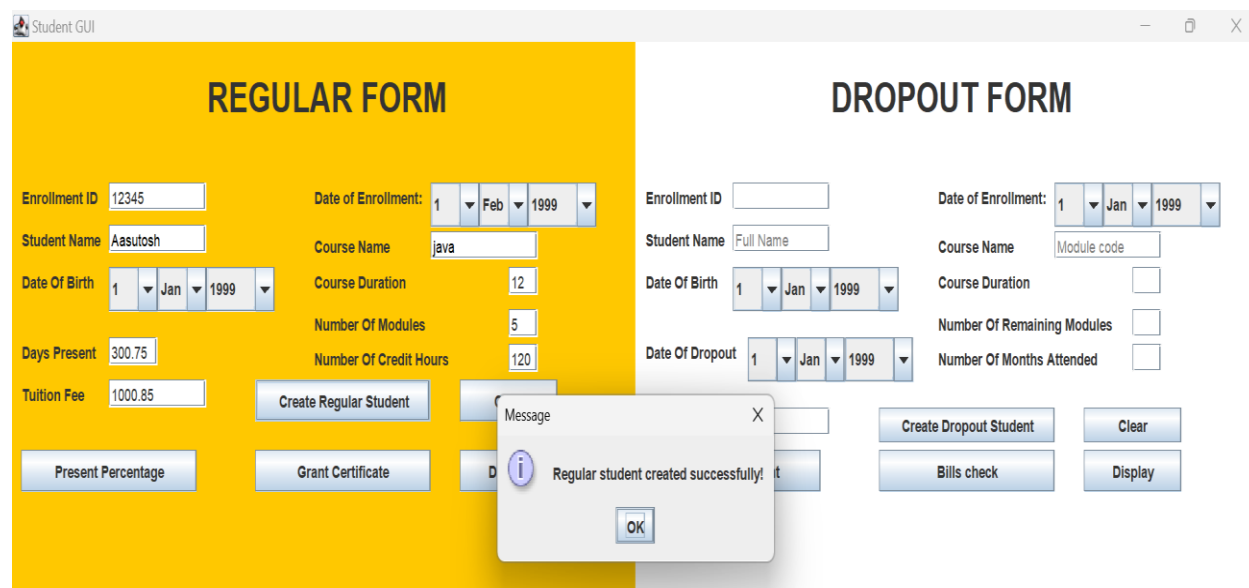 Student GUI
REGULAR FORM
Enrollment ID 12345
Date of Enrollment: 1 Feb 1999
Student Name Aasutosh
Course Name java
Date Of Birth 1 Jan 1999
Course Duration 12
Number Of Modules 5
Days Present 300.75
Number Of Credit Hours 120
Tuition Fee 1000.85
Create Regular Student
Present Percentage
Grant Certificate
D
DROPOUT FORM
Enrollment ID
Date of Enrollment: 1 Jan 1999
Student Name Full Name
Course Name Module code
Date Of Birth 1 Jan 1999
Course Duration
Number Of Remaining Modules
Date Of Dropout 1 Jan 1999
Number Of Months Attended
Create Dropout Student
Clear
t
Bills check
Display
Message X
i
Regular student created successfully!
OK